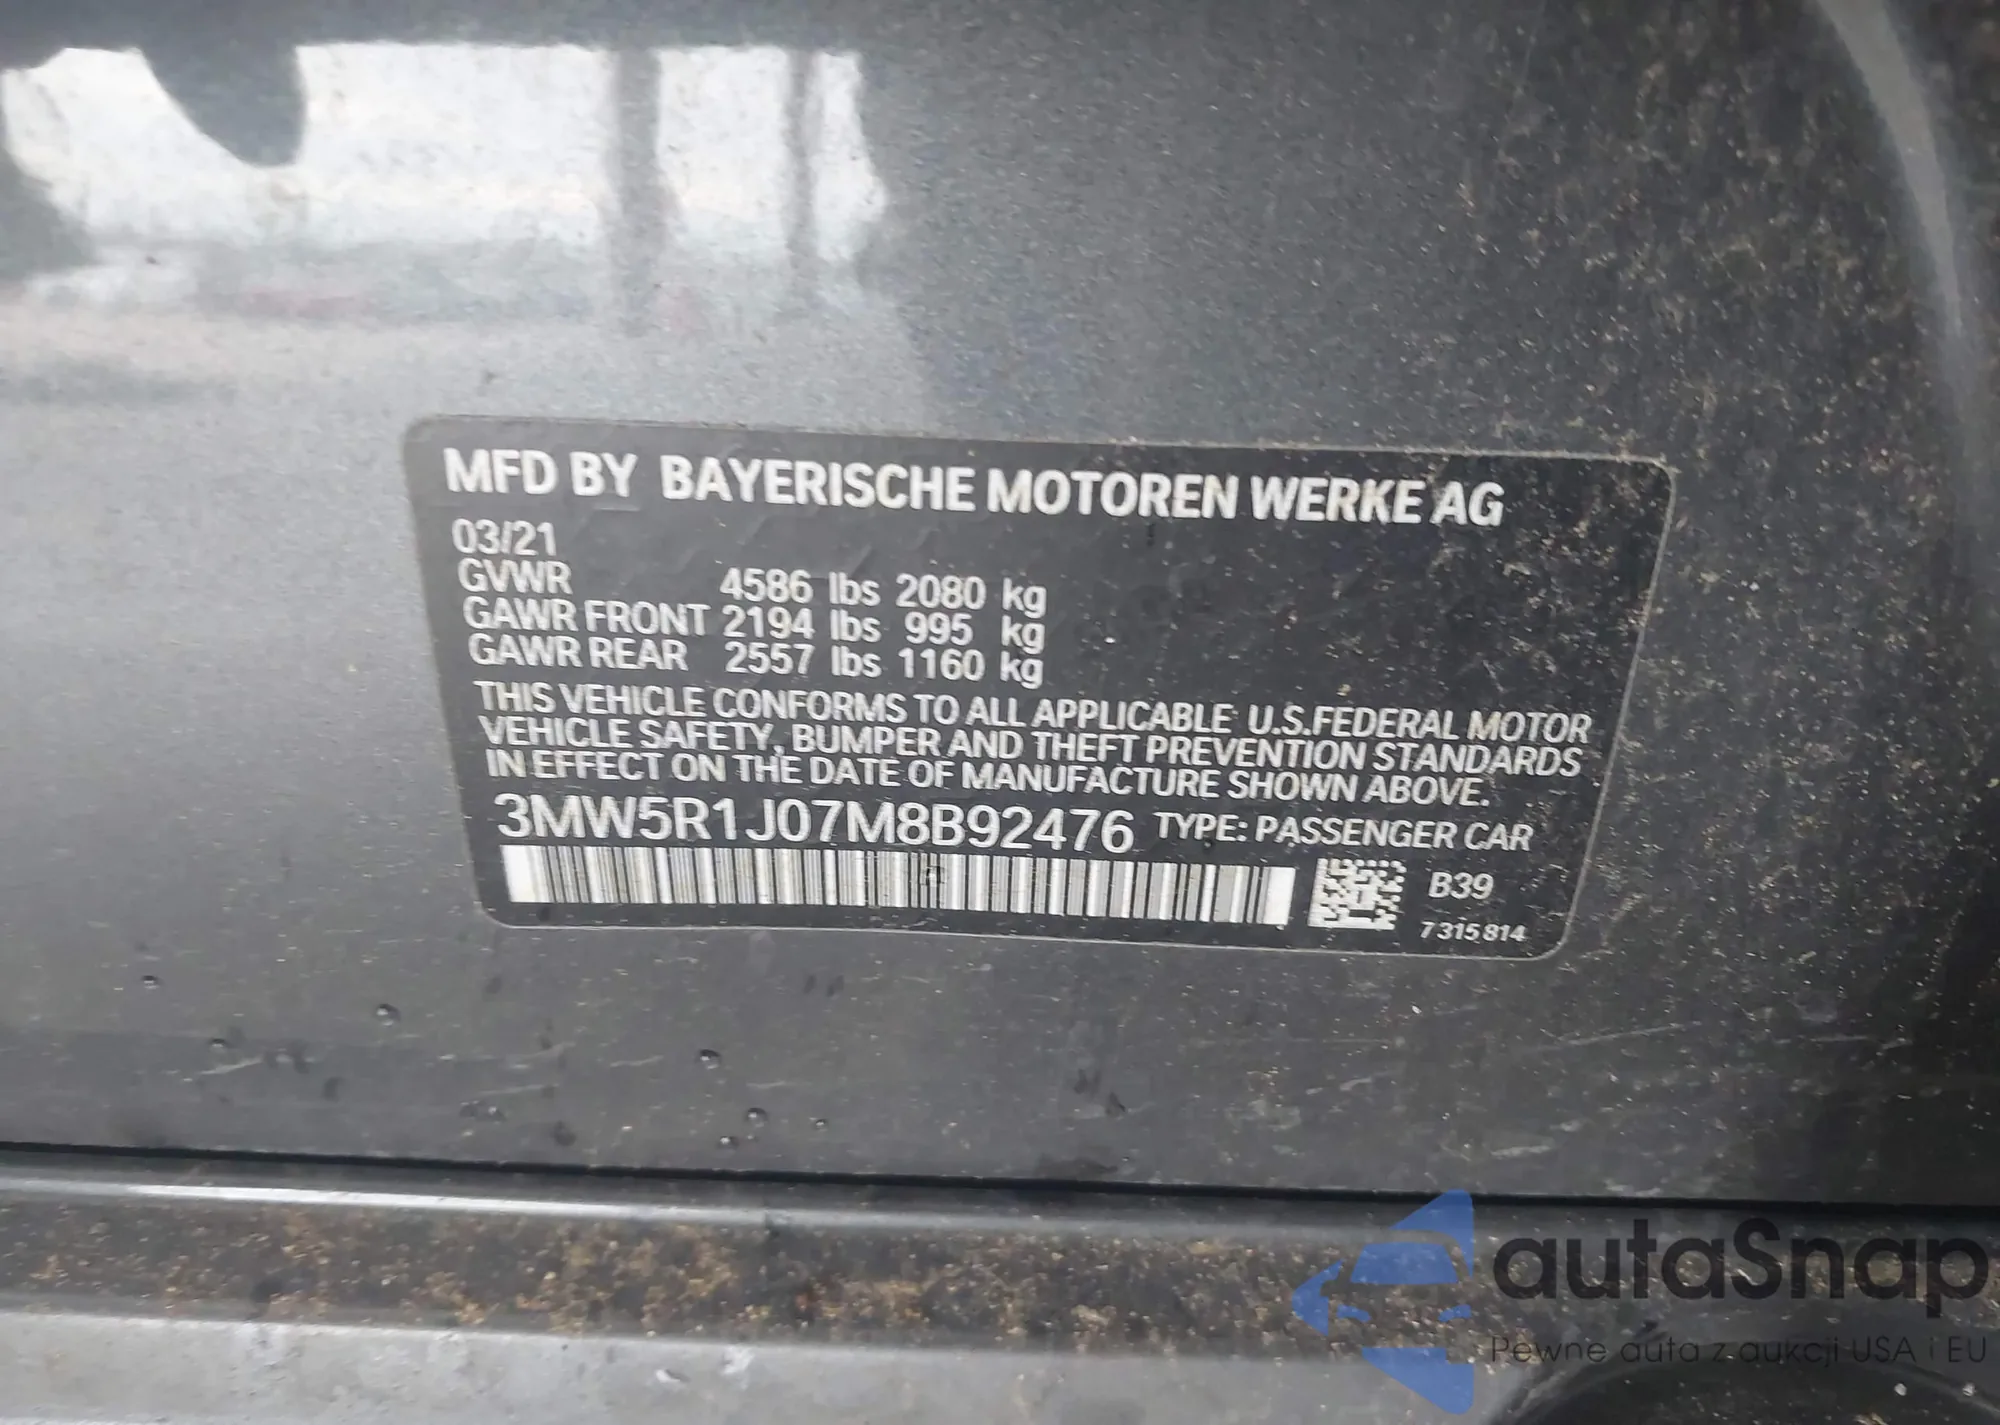 MFD BY BAYERISCHE MOTOREN WERKE AG
03/21
GVWR 4586 lbs 2080 kg
GAWR FRONT 2194 lbs 995 kg
GAWR REAR 2557 lbs 1160 kg
THIS VEHICLE CONFORMS TO ALL APPLICABLE U.S.FEDERAL MOTOR
VEHICLE SAFETY, BUMPER AND THEFT PREVENTION STANDARDS
IN EFFECT ON THE DATE OF MANUFACTURE SHOWN ABOVE.
3MW5R1J07M8B92476 TYPE: PASSENGER CAR
B39
7315814
autaSnap
Pewne auta z aukcji USA i EU